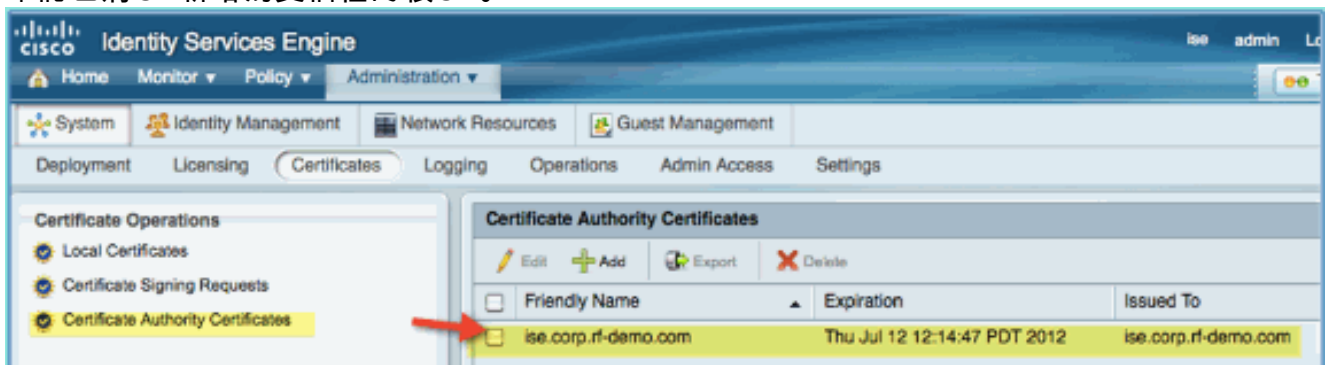 CISCO Identity Services Engine
ise admin
Home Monitor Policy Administration
System Identity Management Network Resources Guest Management
Deployment Licensing Certificates Logging Operations Admin Access Settings
Certificate Operations
Local Certificates
Certificate Signing Requests
Certificate Authority Certificates
Certificate Authority Certificates
Edit Add Export Delete
Friendly Name Expiration Issued To
ise.corp.rf-demo.com Thu Jul 12 12:14:47 PDT 2012 ise.corp.rf-demo.com